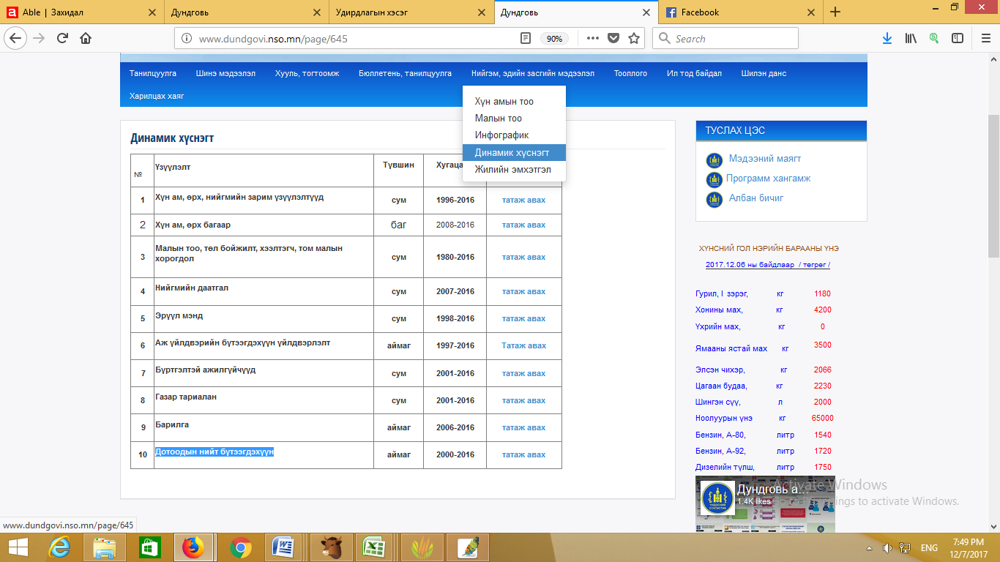 Able | Захидал
Дундговь
Удирдлагын хэсэг
Дундговь
Facebook
www.dundgovi.nso.mn/page/645
90%
Search
Танилцуулга
Шинэ мэдээлэл
Хууль, тогтоомж
Бюллетень, танилцуулга
Нийгэм, эдийн засгийн мэдээлэл
Тооллого
Ил тод байдал
Шилэн данс
Харилцах хаяг
Хүн амын тоо
Малын тоо
Инфографик
Динамик хүснэгт
Жилийн эмхэтгэл
Динамик хүснэгт
№ Үзүүлэлт Түвшин Хугаца
1 Хүн ам, өрх, нийгмийн зарим үзүүлэлтүүд сум 1996-2016 татаж авах
2 Хүн ам, өрх багаар баг 2008-2016 татаж авах
3 Малын тоо, төл бойжилт, хээлтэгч, том малын
хорогдол сум 1980-2016 татаж авах
4 Нийгмийн даатгал сум 2007-2016 татаж авах
5 Эрүүл мэнд сум 1998-2016 татаж авах
6 Аж үйлдвэрийн бүтээгдэхүүн үйлдвэрлэлт аймаг 1997-2016 Татаж авах
7 Бүртгэлтэй ажилгүйчүүд сум 2001-2016 татаж авах
8 Газар тариалан сум 2001-2016 татаж авах
9 Барилга аймаг 2006-2016 татаж авах
10 Дотоодын нийт бүтээгдэхүүн аймаг 2000-2016 татаж авах
ТУСЛАХ ЦЭС
Мэдээний маягт
Программ хангамж
Албан бичиг
ХҮНСНИЙ ГОЛ НЭРИЙН БАРААНЫ ҮНЭ
2017.12.06 ны байдлаар / төгрөг /
Гурил, I зэрэг, кг 1180
Хонины мах, кг 4200
Үхрийн мах, кг 0
Ямааны ястай мах кг 3500
Элсэн чихэр, кг 2066
Цагаан будаа, кг 2230
Шингэн сүү, л 2000
Ноолуурын үнэ кг 65000
Бензин, А-80, литр 1540
Бензин, А-92, литр 1720
Дизелийн түлш, литр 1750
Дундговь а...
1.4K likes
Activate Windows
ings to activate Windows.
www.dundgovi.nso.mn/page/645
ENG
7:49 PM
12/7/2017